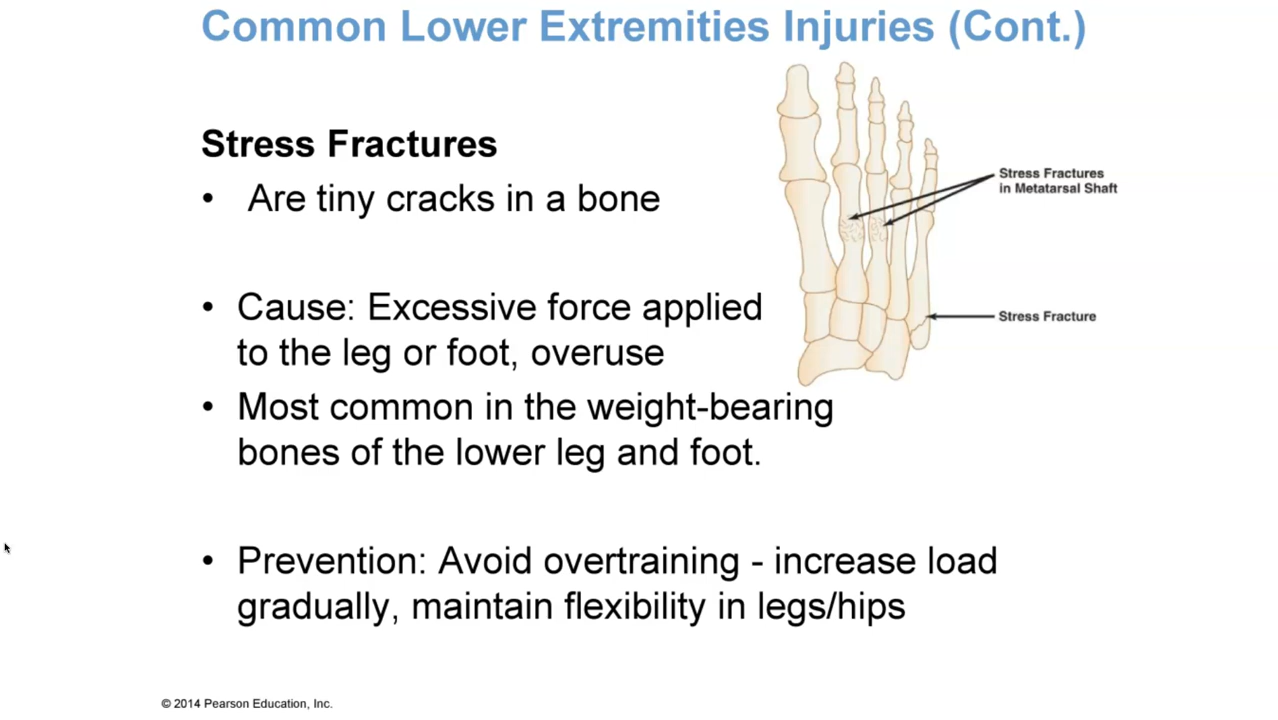 Common Lower Extremities Injuries (Cont.)
Stress Fractures
• Are tiny cracks in a bone
Stress Fractures
in Metatarsal Shaft
• Cause: Excessive force applied
to the leg or foot, overuse
Stress Fracture
• Most common in the weight-bearing
bones of the lower leg and foot.
• Prevention: Avoid overtraining - increase load
gradually, maintain flexibility in legs/hips
© 2014 Pearson Education, Inc.